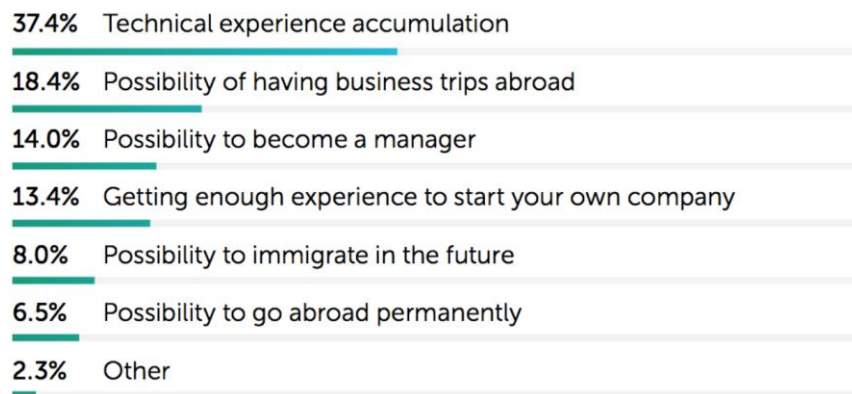 37.4% Technical experience accumulation
18.4% Possibility of having business trips abroad
14.0% Possibility to become a manager
13.4% Getting enough experience to start your own company
8.0% Possibility to immigrate in the future
6.5% Possibility to go abroad permanently
2.3% Other